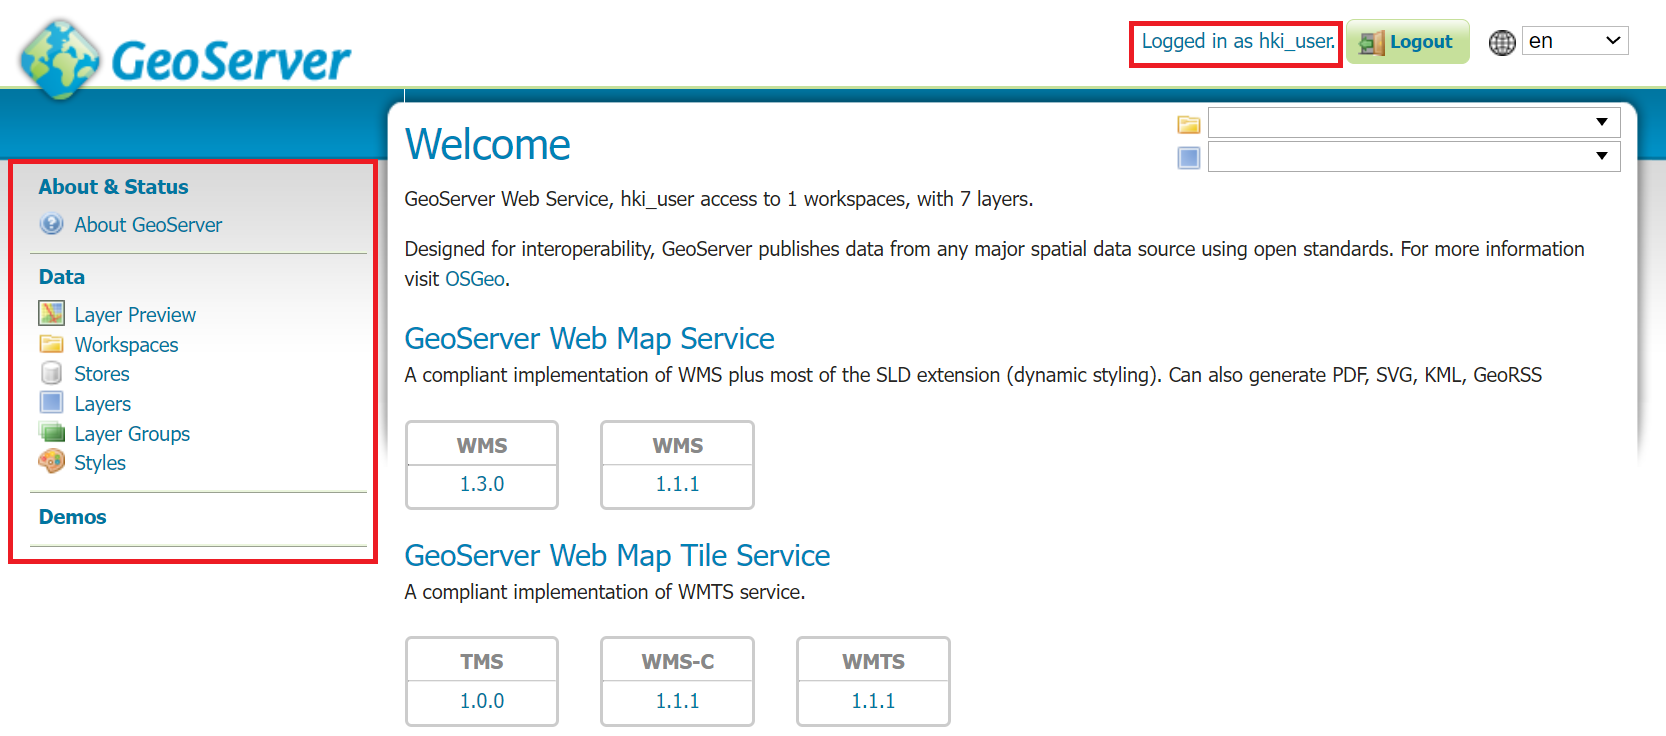 GeoServer
Logged in as hki_user.
Logout
en
About & Status
About GeoServer
Data
Layer Preview
Workspaces
Stores
Layers
Layer Groups
Styles
Demos
Welcome
GeoServer Web Service, hki_user access to 1 workspaces, with 7 layers.
Designed for interoperability, GeoServer publishes data from any major spatial data source using open standards. For more information
visit OSGeo.
GeoServer Web Map Service
A compliant implementation of WMS plus most of the SLD extension (dynamic styling). Can also generate PDF, SVG, KML, GeoRSS
WMS WMS
1.3.0 1.1.1
GeoServer Web Map Tile Service
A compliant implementation of WMTS service.
TMS WMS-C WMTS
1.0.0 1.1.1 1.1.1